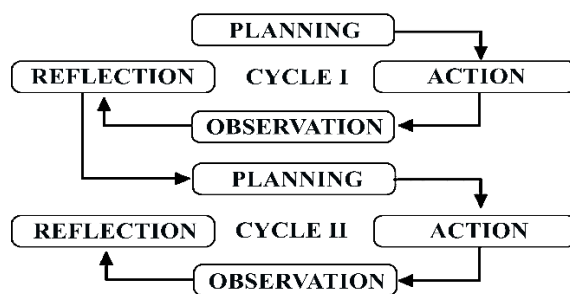 PLANNING
REFLECTION CYCLE I ACTION
OBSERVATION
PLANNING
REFLECTION CYCLE II ACTION
OBSERVATION